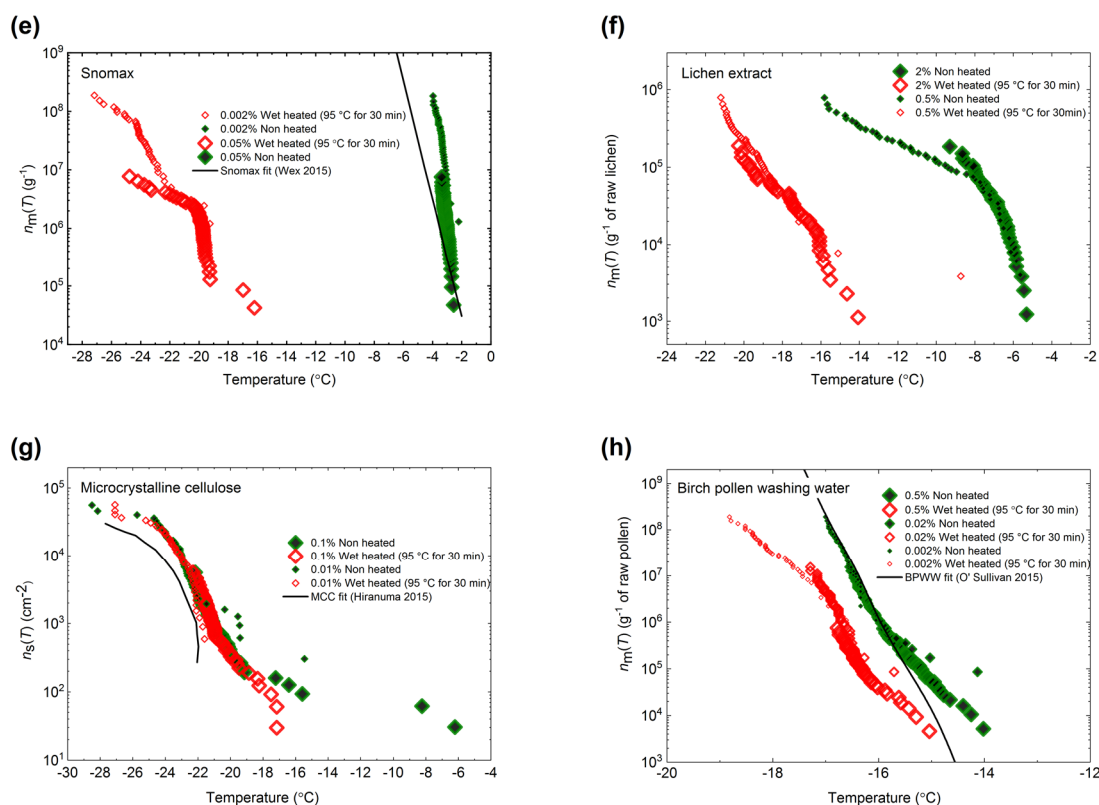 (e)
Snomax
0.002% Wet heated (95 °C for 30 min)
0.002% Non heated
0.05% Wet heated (95 °C for 30 min)
0.05% Non heated
Snomax fit (Wex 2015)
nm(T) (g-1)
10^9
10^8
10^7
10^6
10^5
10^4
-28 -26 -24 -22 -20 -18 -16 -14 -12 -10 -8 -6 -4 -2 0
Temperature (°C)
(f)
Lichen extract
2% Non heated
2% Wet heated (95 °C for 30 min)
0.5% Non heated
0.5% Wet heated (95 °C for 30min)
nm(T) (g-1 of raw lichen)
10^6
10^5
10^4
10^3
-24 -22 -20 -18 -16 -14 -12 -10 -8 -6 -4 -2
Temperature (°C)
(g)
Microcrystalline cellulose
0.1% Non heated
0.1% Wet heated (95 °C for 30 min)
0.01% Non heated
0.01% Wet heated (95 °C for 30 min)
MCC fit (Hiranuma 2015)
ns(T) (cm-2)
10^5
10^4
10^3
10^2
10^1
-30 -28 -26 -24 -22 -20 -18 -16 -14 -12 -10 -8 -6 -4
Temperature (°C)
(h)
Birch pollen washing water
0.5% Non heated
0.5% Wet heated (95 °C for 30 min)
0.02% Non heated
0.02% Wet heated (95 °C for 30 min)
0.002% Non heated
0.002% Wet heated (95 °C for 30 min)
BPWW fit (O' Sullivan 2015)
nm(T) (g-1 of raw pollen)
10^9
10^8
10^7
10^6
10^5
10^4
10^3
-20 -18 -16 -14 -12
Temperature (°C)